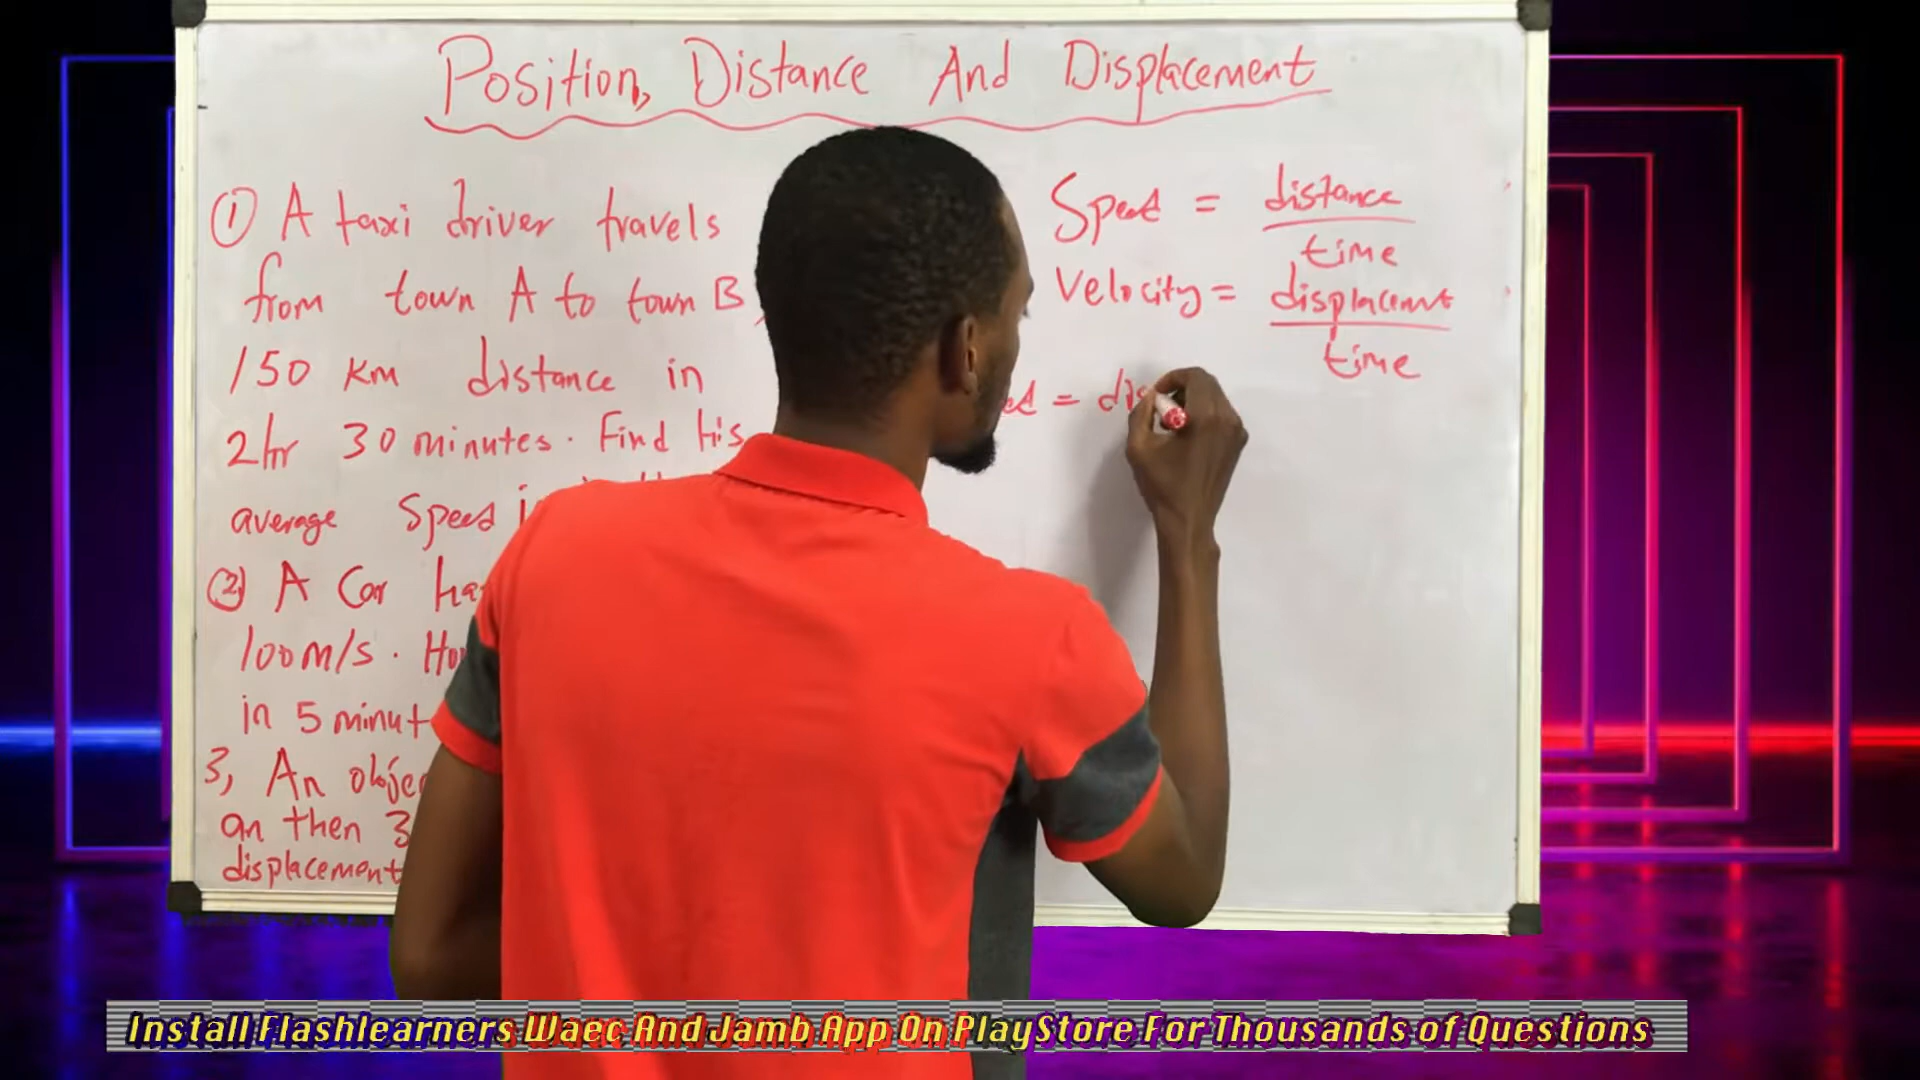 Position, Distance And Displacement
① A taxi driver travels
from town A to town B,
150 km distance in
2hr 30 minutes. Find his
average Speed
② A Car
100m/s.
in 5
3, An
an then 3
displacement
Speed = distance
time
Velocity = displacemt
time
=
Install Flashlearners Waec And Jamb App On PlayStore For Thousands of Questions